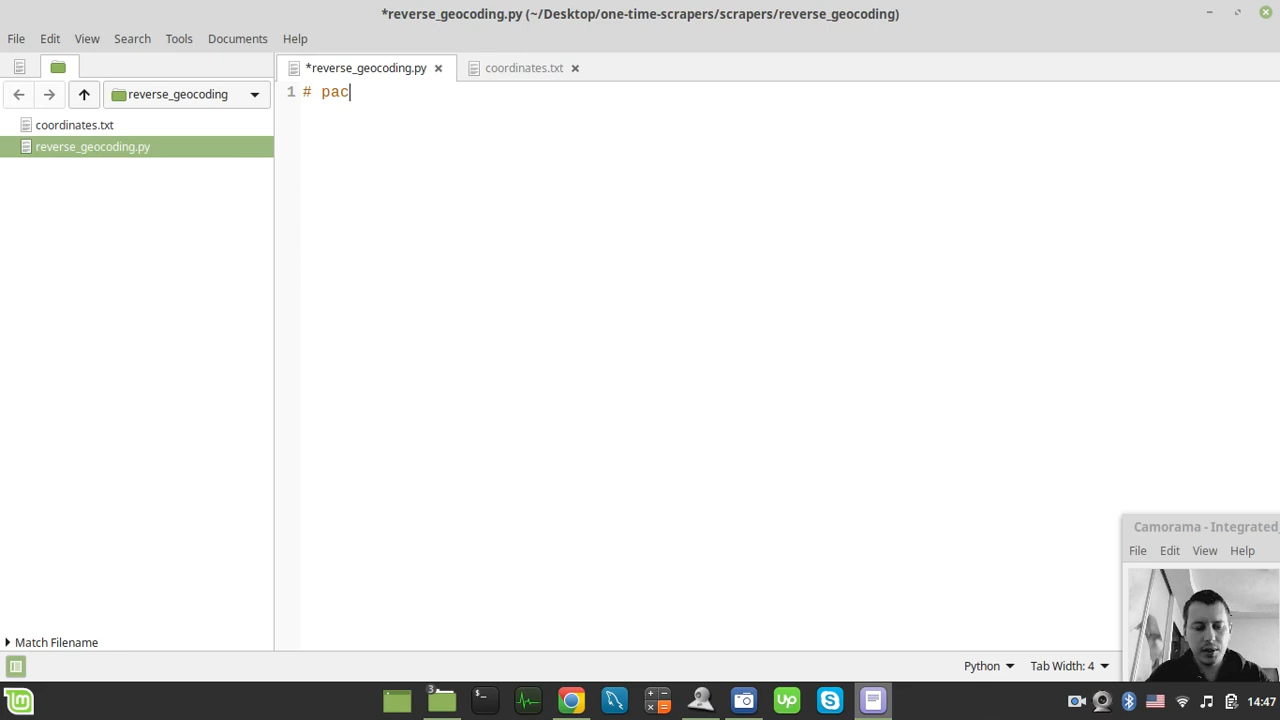 *reverse_geocoding.py (~/Desktop/one-time-scrapers/scrapers/reverse_geocoding)
File Edit View Search Tools Documents Help
*reverse_geocoding.py
coordinates.txt
reverse_geocoding
1 # pac
coordinates.txt
reverse_geocoding.py
Camorama - Integrated
File Edit View Help
Match Filename
Python
Tab Width: 4
3
$_
up
S
14:47